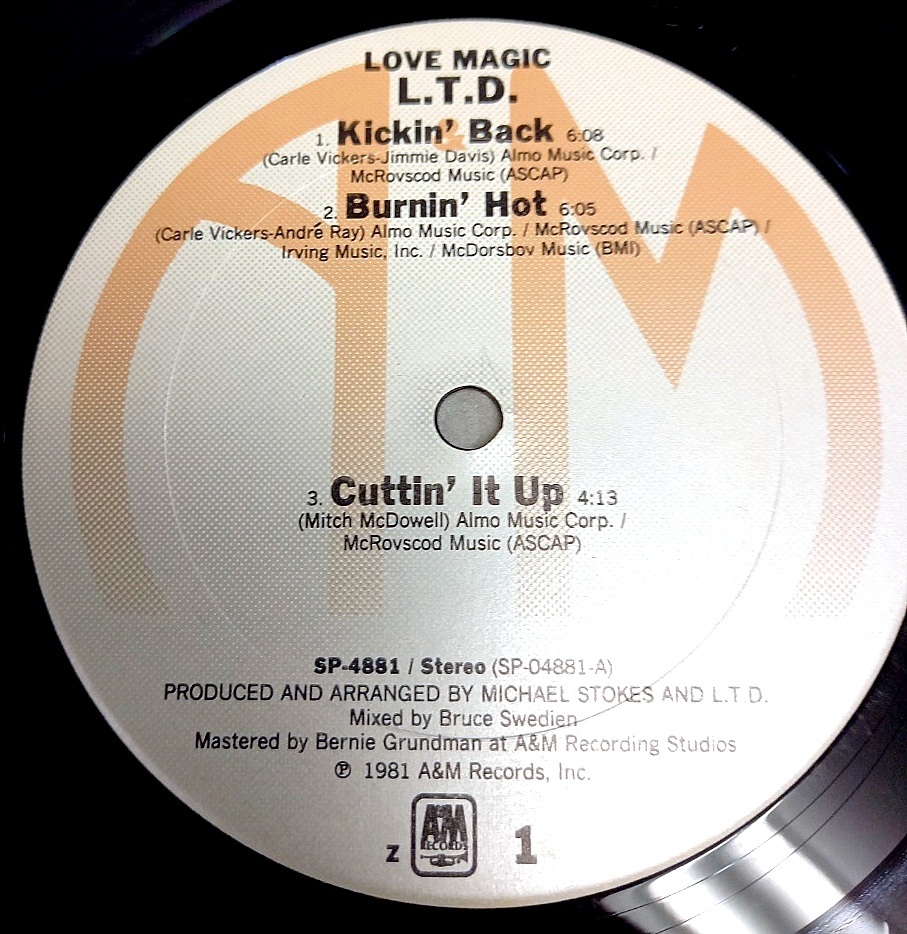 LOVE MAGIC
L.T.D.
1. Kickin' Back 6:08
(Carle Vickers-Jimmie Davis) Almo Music Corp. /
McRovscod Music (ASCAP)
2. Burnin' Hot 6:05
(Carle Vickers-André Ray) Almo Music Corp. / McRovscod Music (ASCAP) /
Irving Music, Inc. / McDorsbov Music (BMI)
3. Cuttin' It Up 4:13
(Mitch McDowell) Almo Music Corp. /
McRovscod Music (ASCAP)
SP-4881 / Stereo (SP-04881-A)
PRODUCED AND ARRANGED BY MICHAEL STOKES AND L.T.D.
Mixed by Bruce Swedien
Mastered by Bernie Grundman at A&M Recording Studios
℗ 1981 A&M Records, Inc.
z A&M RECORDS 1